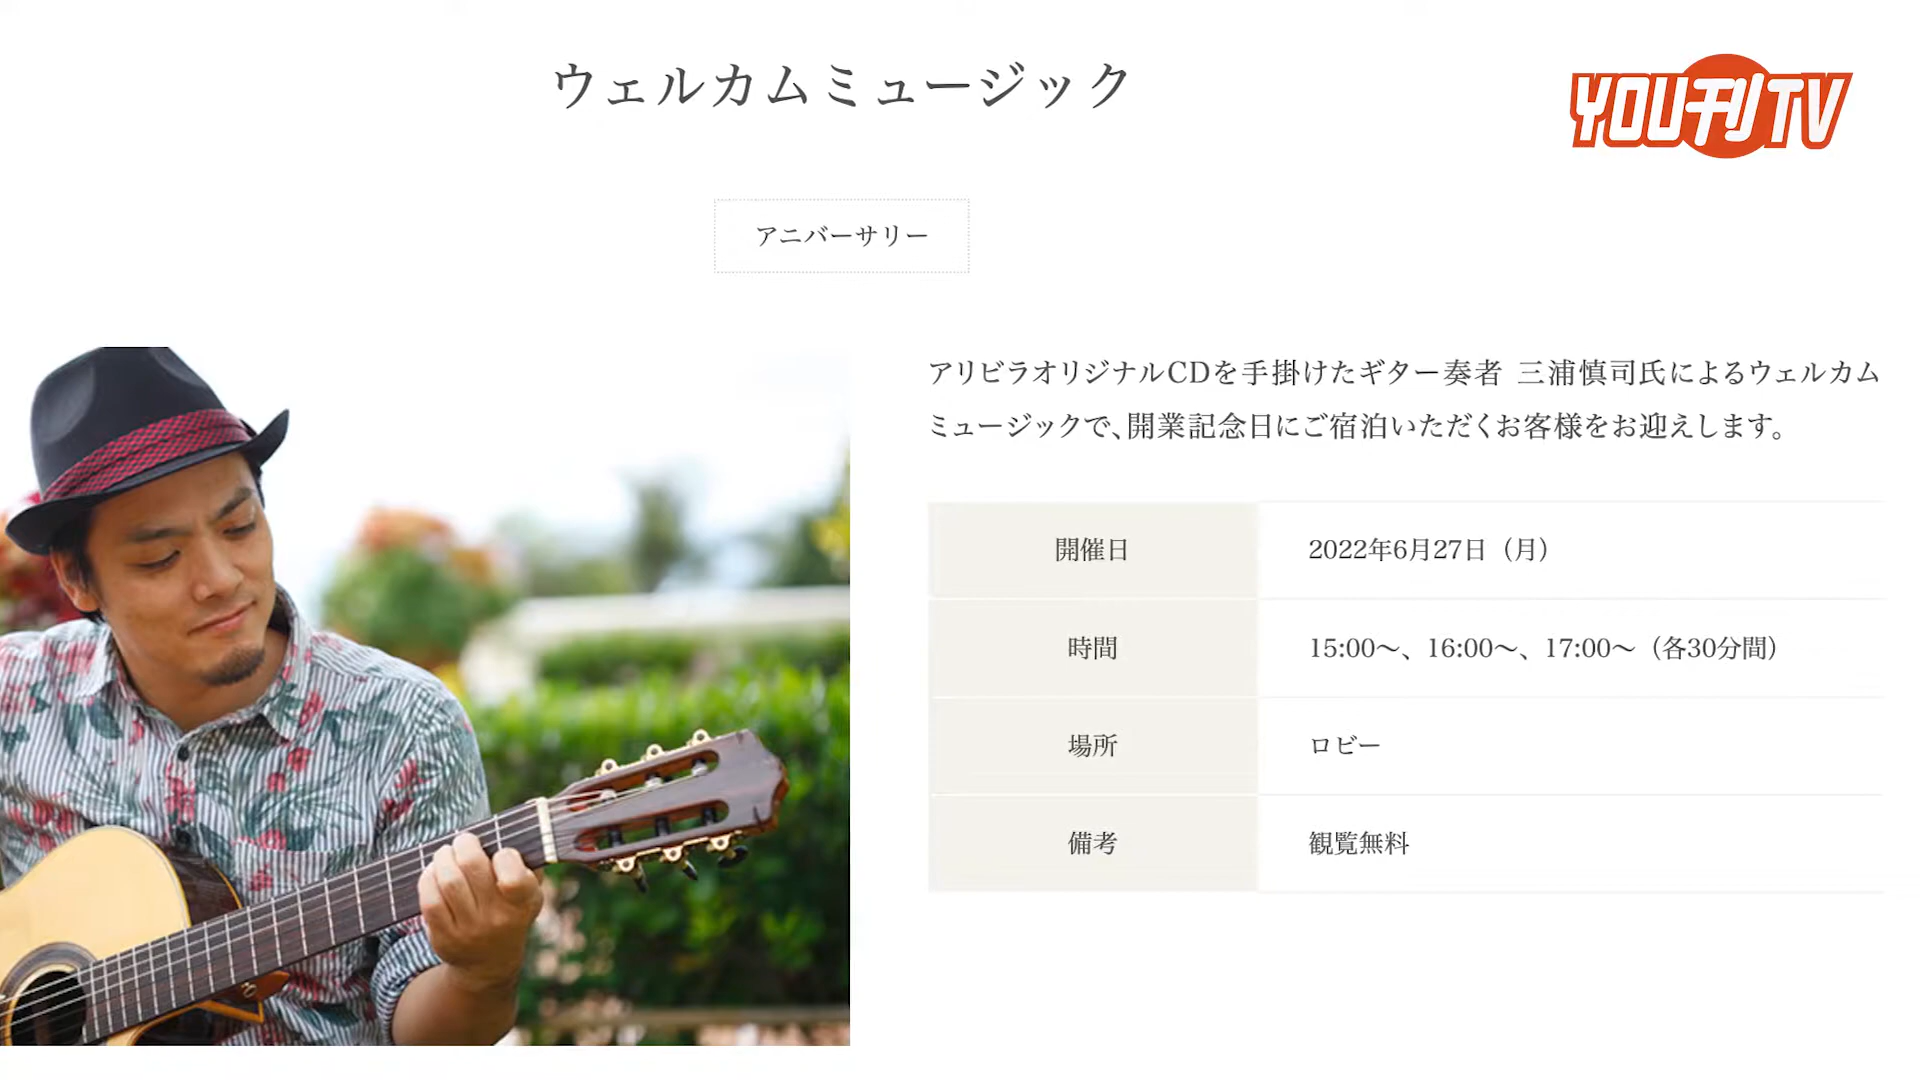 ウェルカムミュージック
YOU刊TV
アニバーサリー
アリビラオリジナルCDを手掛けたギター奏者 三浦慎司氏によるウェルカム
ミュージックで、開業記念日にご宿泊いただくお客様をお迎えします。
開催日 2022年6月27日（月）
時間 15:00〜、16:00〜、17:00〜（各30分間）
場所 ロビー
備考 観覧無料